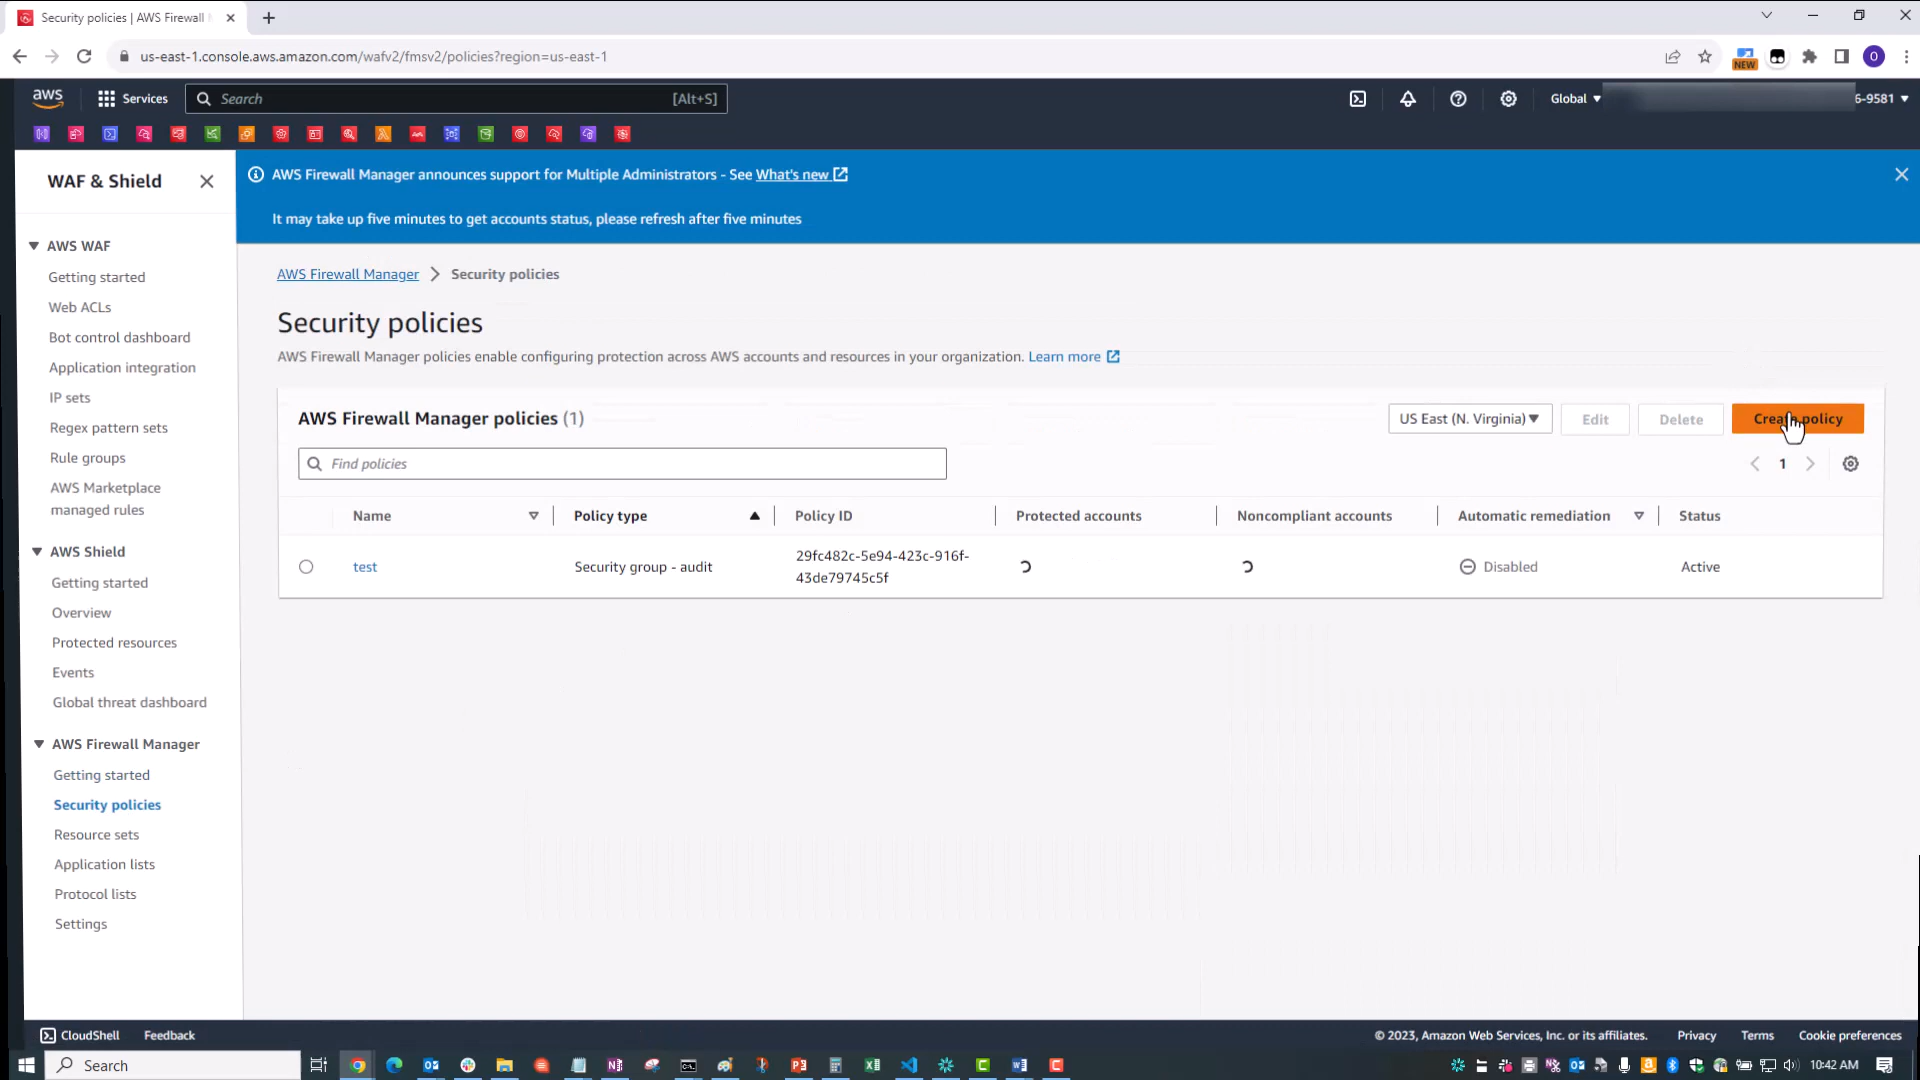 Security policies | AWS Firewall
us-east-1.console.aws.amazon.com/wafv2/fmsv2/policies?region=us-east-1
NEW
O
aws
Services
Search
[Alt+S]
Global
6-9581
WAF & Shield
AWS WAF
Getting started
Web ACLs
Bot control dashboard
Application integration
IP sets
Regex pattern sets
Rule groups
AWS Marketplace
managed rules
AWS Shield
Getting started
Overview
Protected resources
Events
Global threat dashboard
AWS Firewall Manager
Getting started
Security policies
Resource sets
Application lists
Protocol lists
Settings
AWS Firewall Manager announces support for Multiple Administrators - See What's new
It may take up five minutes to get accounts status, please refresh after five minutes
AWS Firewall Manager > Security policies
Security policies
AWS Firewall Manager policies enable configuring protection across AWS accounts and resources in your organization. Learn more
AWS Firewall Manager policies (1)
US East (N. Virginia)
Edit
Delete
Create policy
Find policies
1
Name
Policy type
Policy ID
Protected accounts
Noncompliant accounts
Automatic remediation
Status
test
Security group - audit
29fc482c-5e94-423c-916f-
43de79745c5f
Disabled
Active
CloudShell
Feedback
© 2023, Amazon Web Services, Inc. or its affiliates.
Privacy
Terms
Cookie preferences
Search
10:42 AM